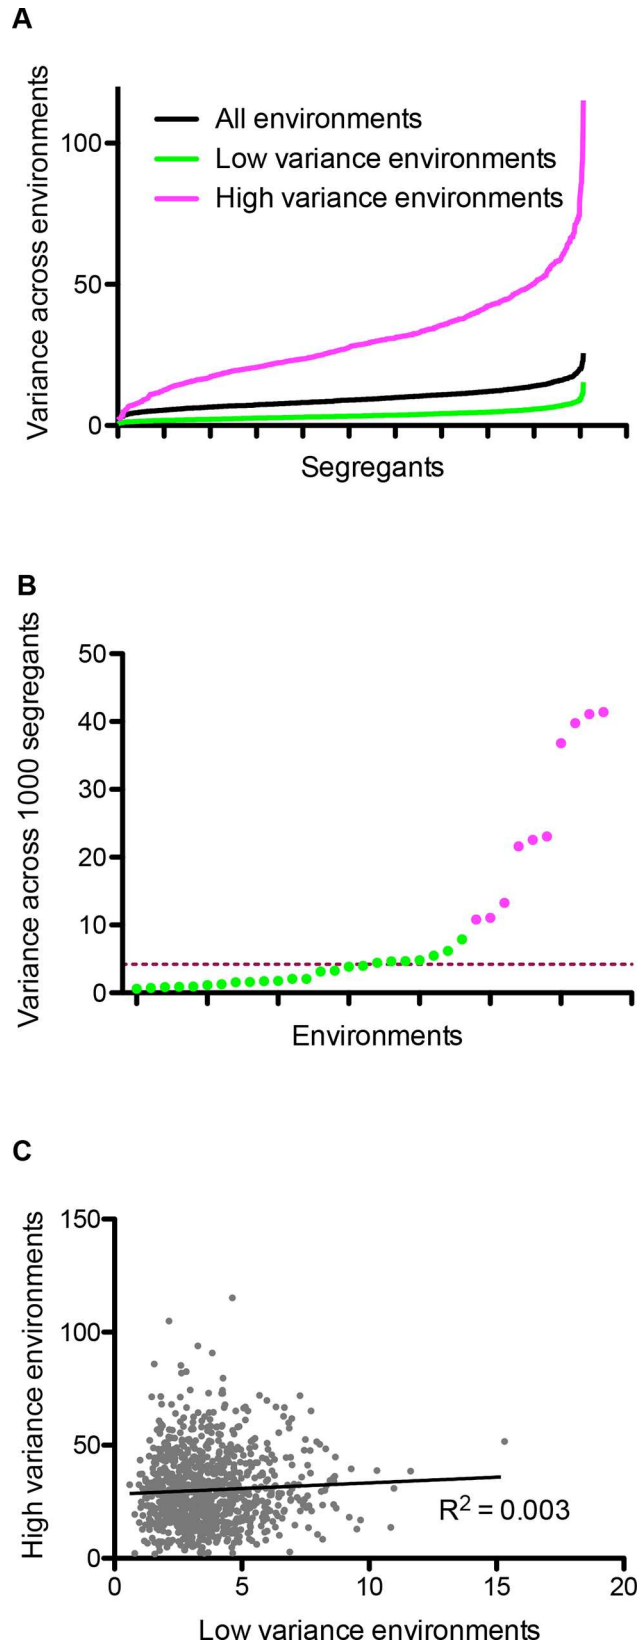 A
Variance across environments
100
50
0
All environments
Low variance environments
High variance environments
Segregants
B
Variance across 1000 segregants
50
40
30
20
10
0
Environments
C
High variance environments
150
100
50
0
R² = 0.003
0 5 10 15 20
Low variance environments